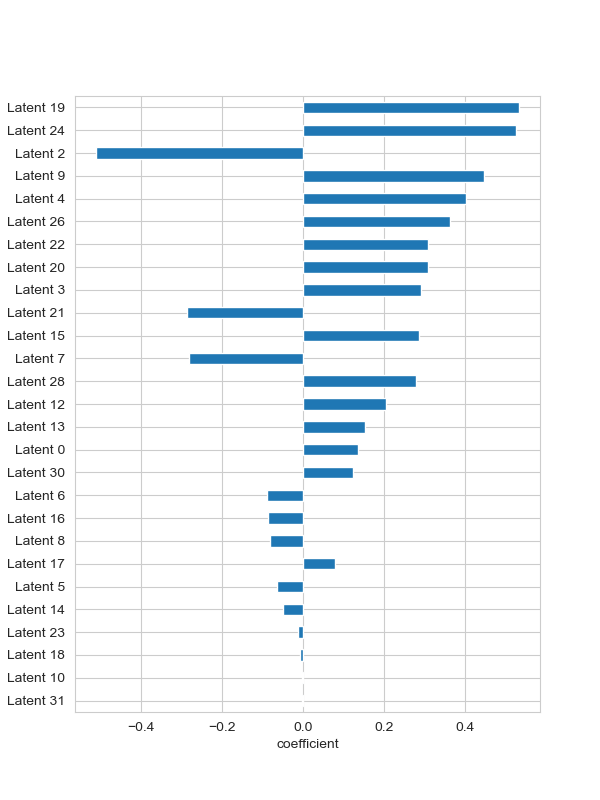 Latent 19
Latent 24
Latent 2
Latent 9
Latent 4
Latent 26
Latent 22
Latent 20
Latent 3
Latent 21
Latent 15
Latent 7
Latent 28
Latent 12
Latent 13
Latent 0
Latent 30
Latent 6
Latent 16
Latent 8
Latent 17
Latent 5
Latent 14
Latent 23
Latent 18
Latent 10
Latent 31
−0.4 −0.2 0.0 0.2 0.4
coefficient